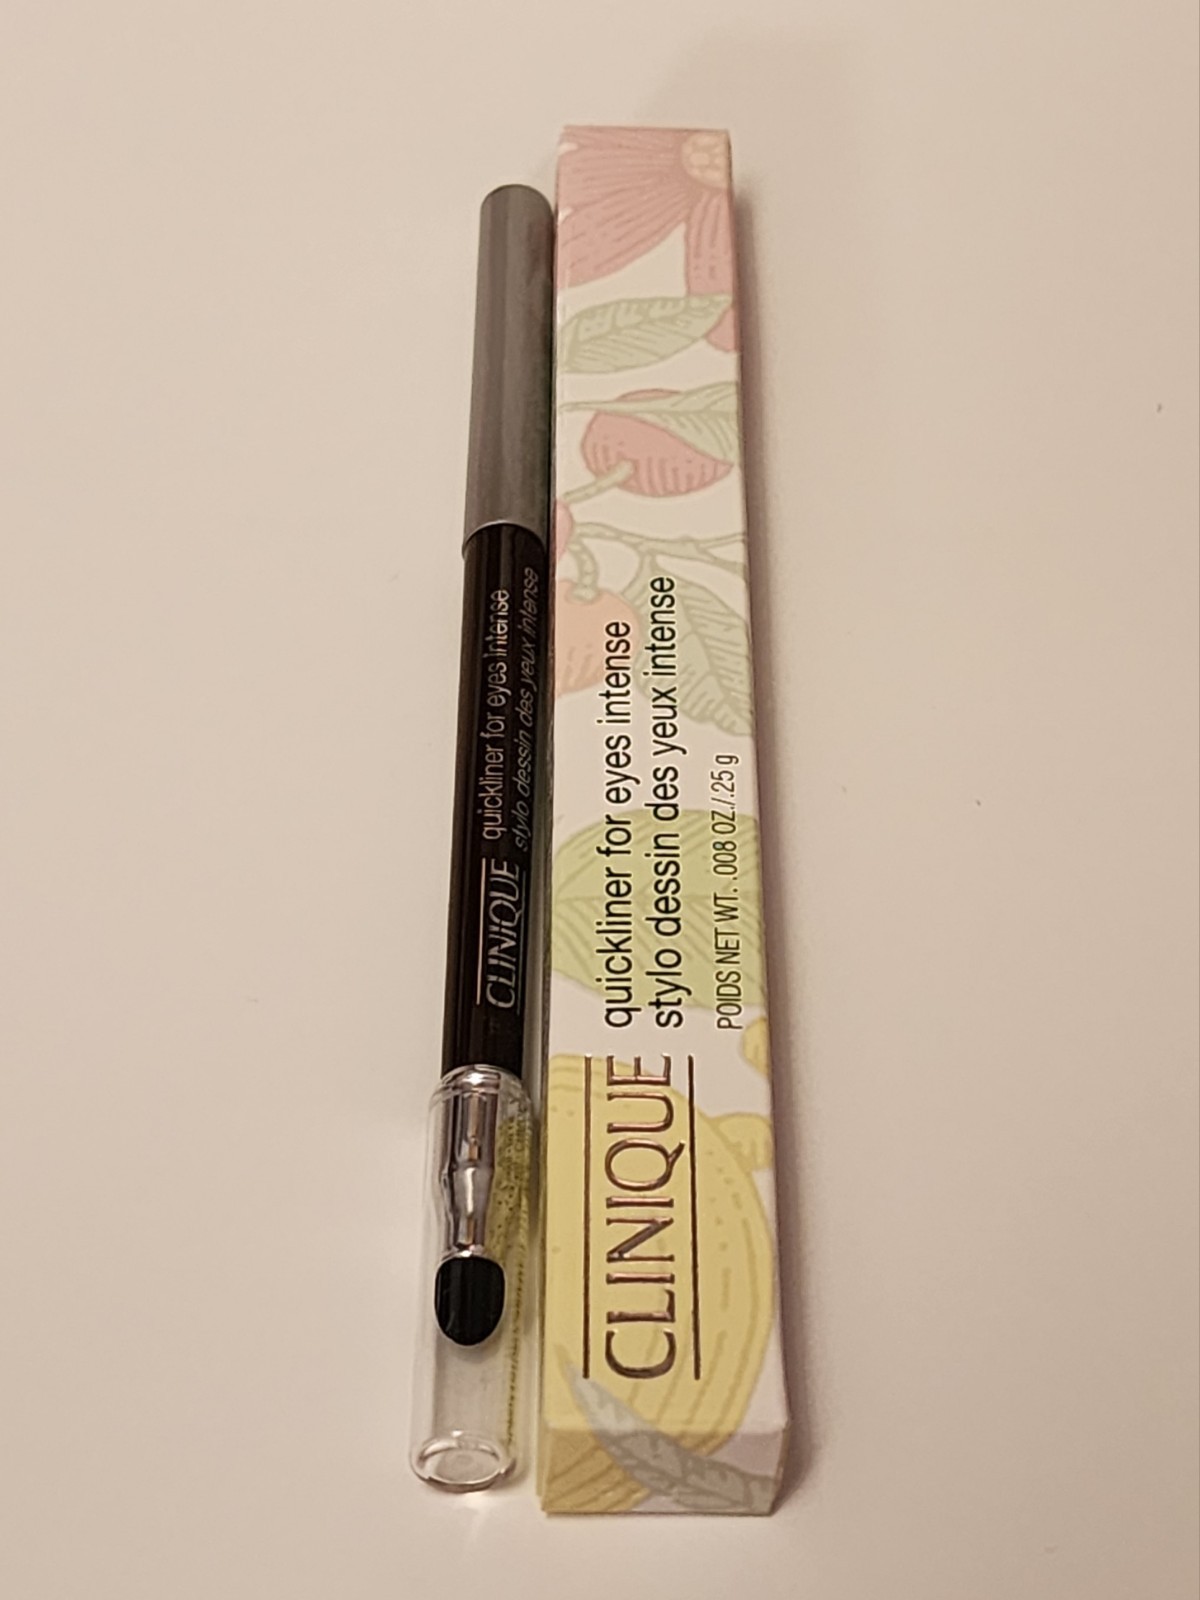 CLINIQUE
quickliner for eyes intense
stylo dessin des yeux intense
CLINIQUE
quickliner for eyes intense
stylo dessin des yeux intense
POIDS NET WT. .008 OZ./.25 g